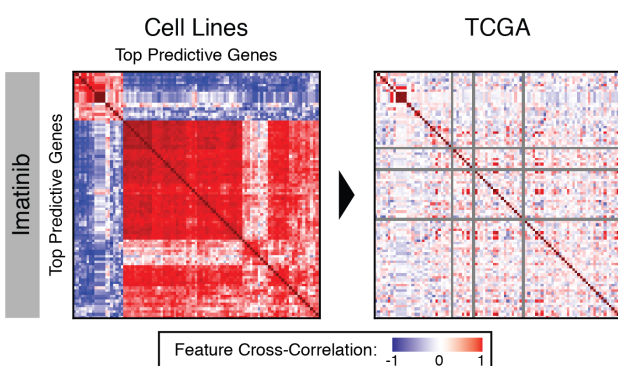 Cell Lines
Top Predictive Genes
TCGA
Imatinib
Top Predictive Genes
Feature Cross-Correlation:
-1 0 1